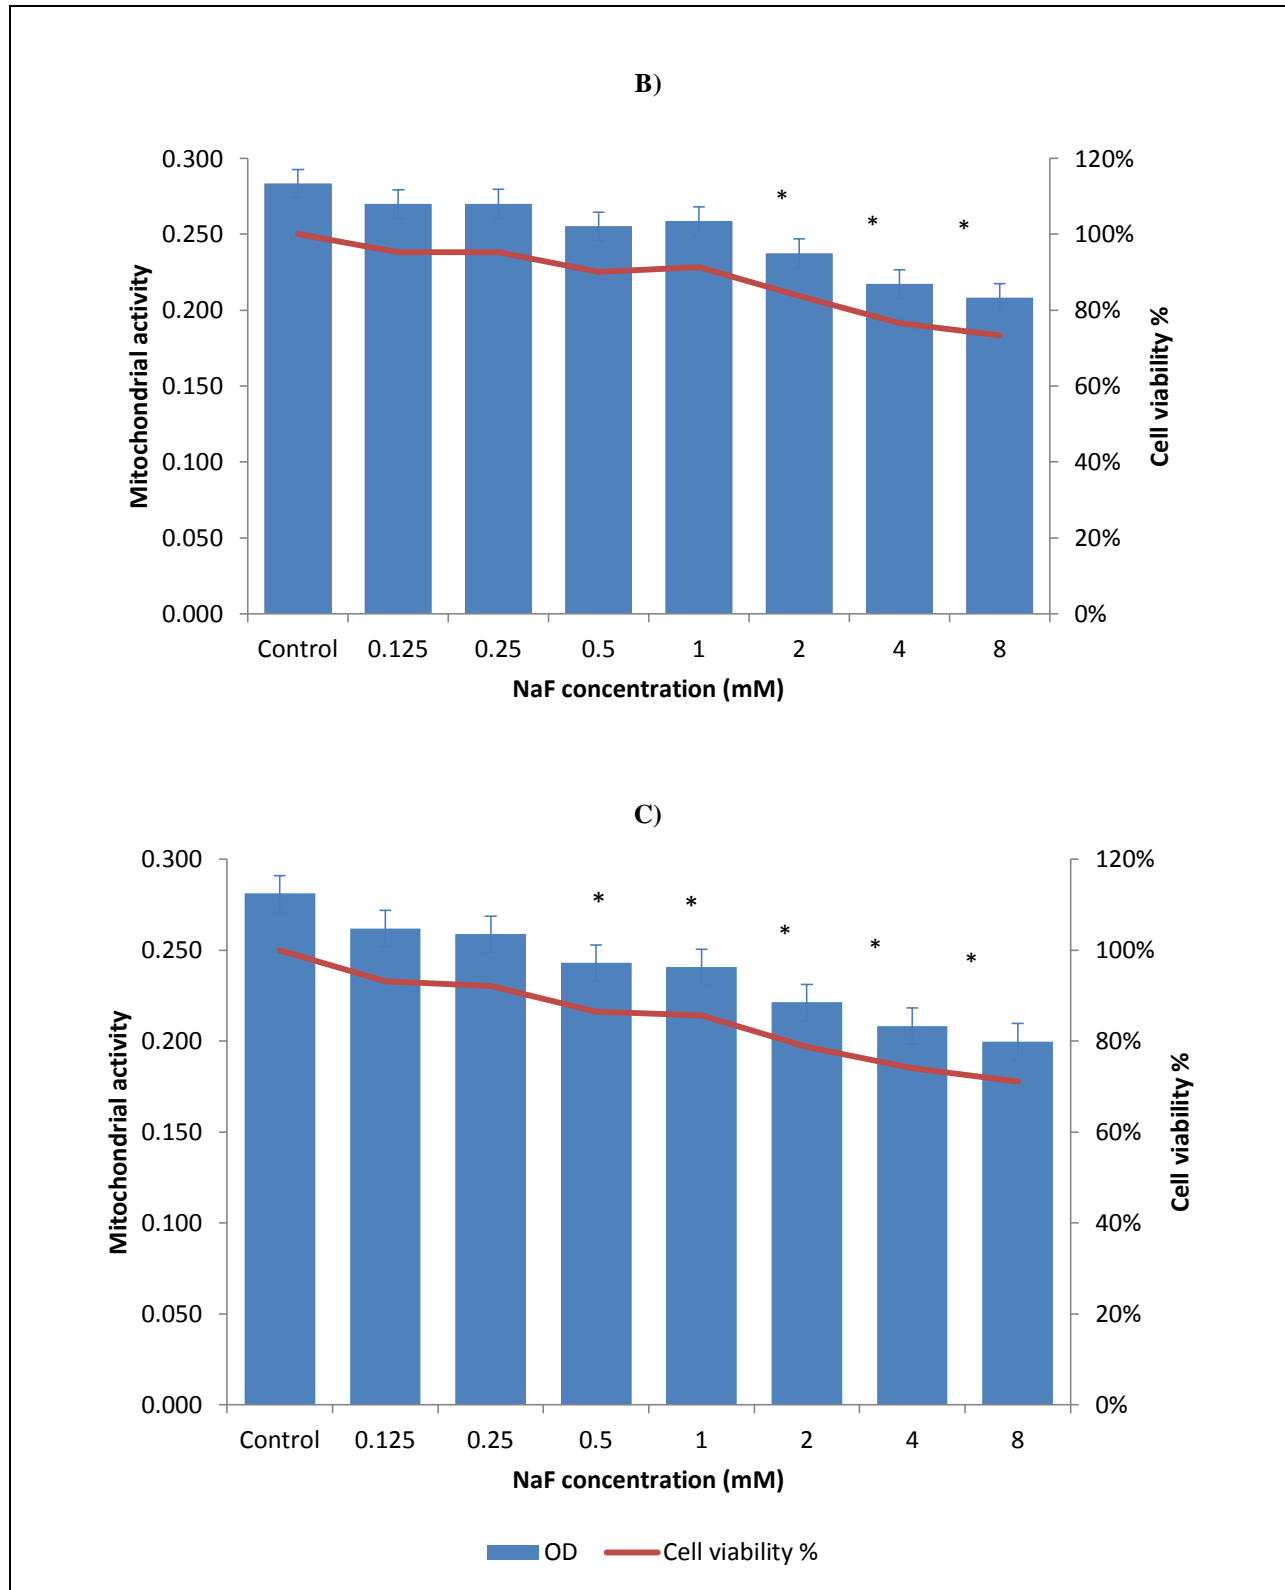 B)
0.300
0.250
0.200
0.150
0.100
0.050
0.000
Mitochondrial activity
* * *
120%
100%
80%
60%
40%
20%
0%
Cell viability %
Control 0.125 0.25 0.5 1 2 4 8
NaF concentration (mM)
C)
0.300
0.250
0.200
0.150
0.100
0.050
0.000
Mitochondrial activity
* * * * *
120%
100%
80%
60%
40%
20%
0%
Cell viability %
Control 0.125 0.25 0.5 1 2 4 8
NaF concentration (mM)
OD Cell viability %